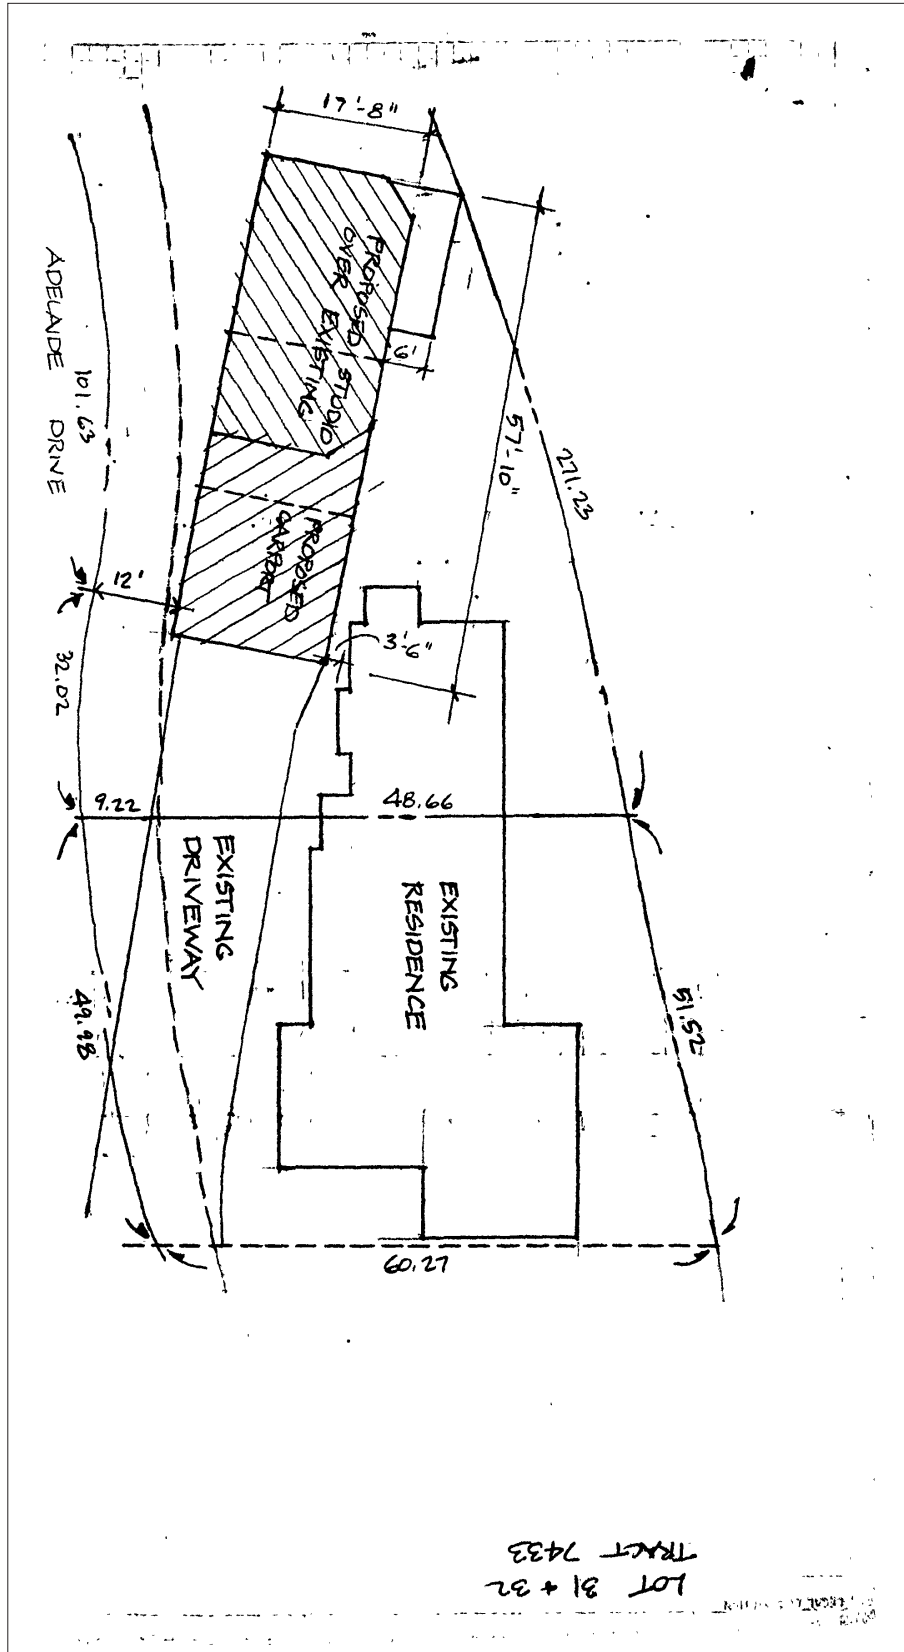 17'-8"
PROPOSED STUDIO
OVER EXISTING
6'
57'-10"
271.23
101.63
ADELAIDE DRIVE
PROPOSED
CARPORT
12'
3'-6"
32.02
9.22
48.66
EXISTING
DRIVEWAY
EXISTING
RESIDENCE
49.98
51.52
60.27
LOT 31 + 32
TRACT 7433